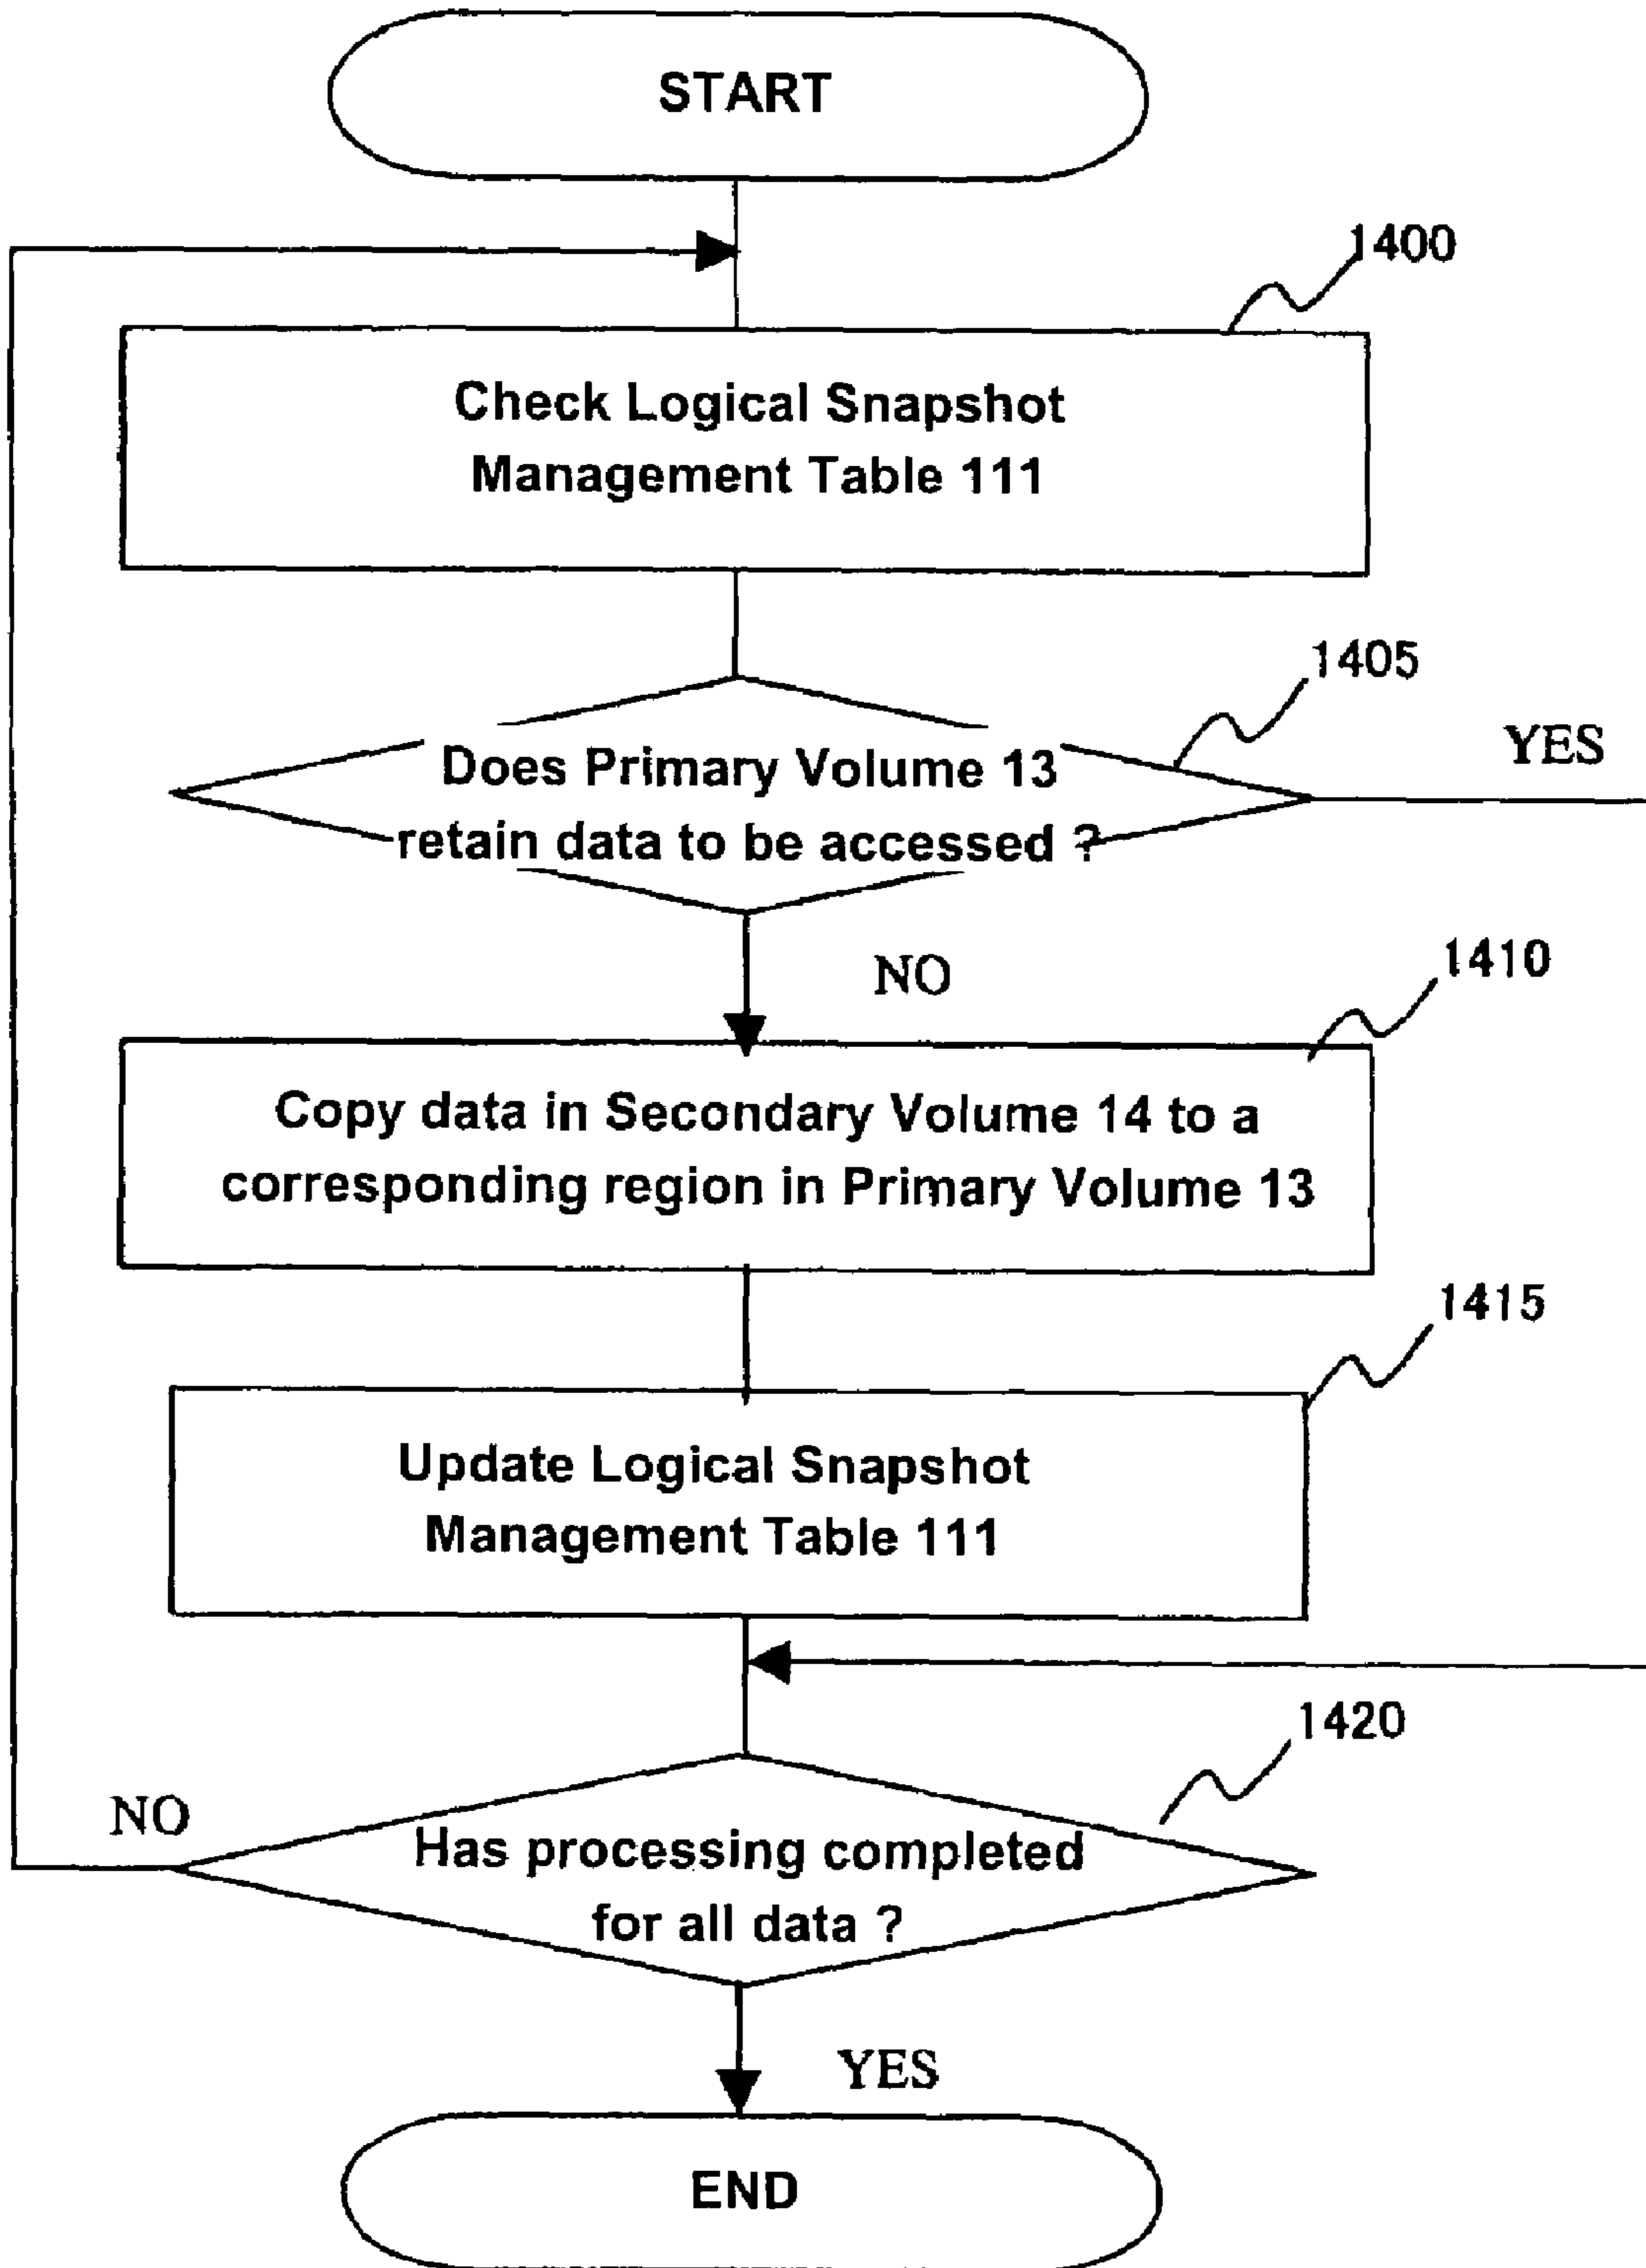 START
1400
Check Logical Snapshot
Management Table 111
1405
YES
Does Primary Volume 13
retain data to be accessed ?
NO
1410
Copy data in Secondary Volume 14 to a
corresponding region in Primary Volume 13
1415
Update Logical Snapshot
Management Table 111
1420
NO
Has processing completed
for all data ?
YES
END